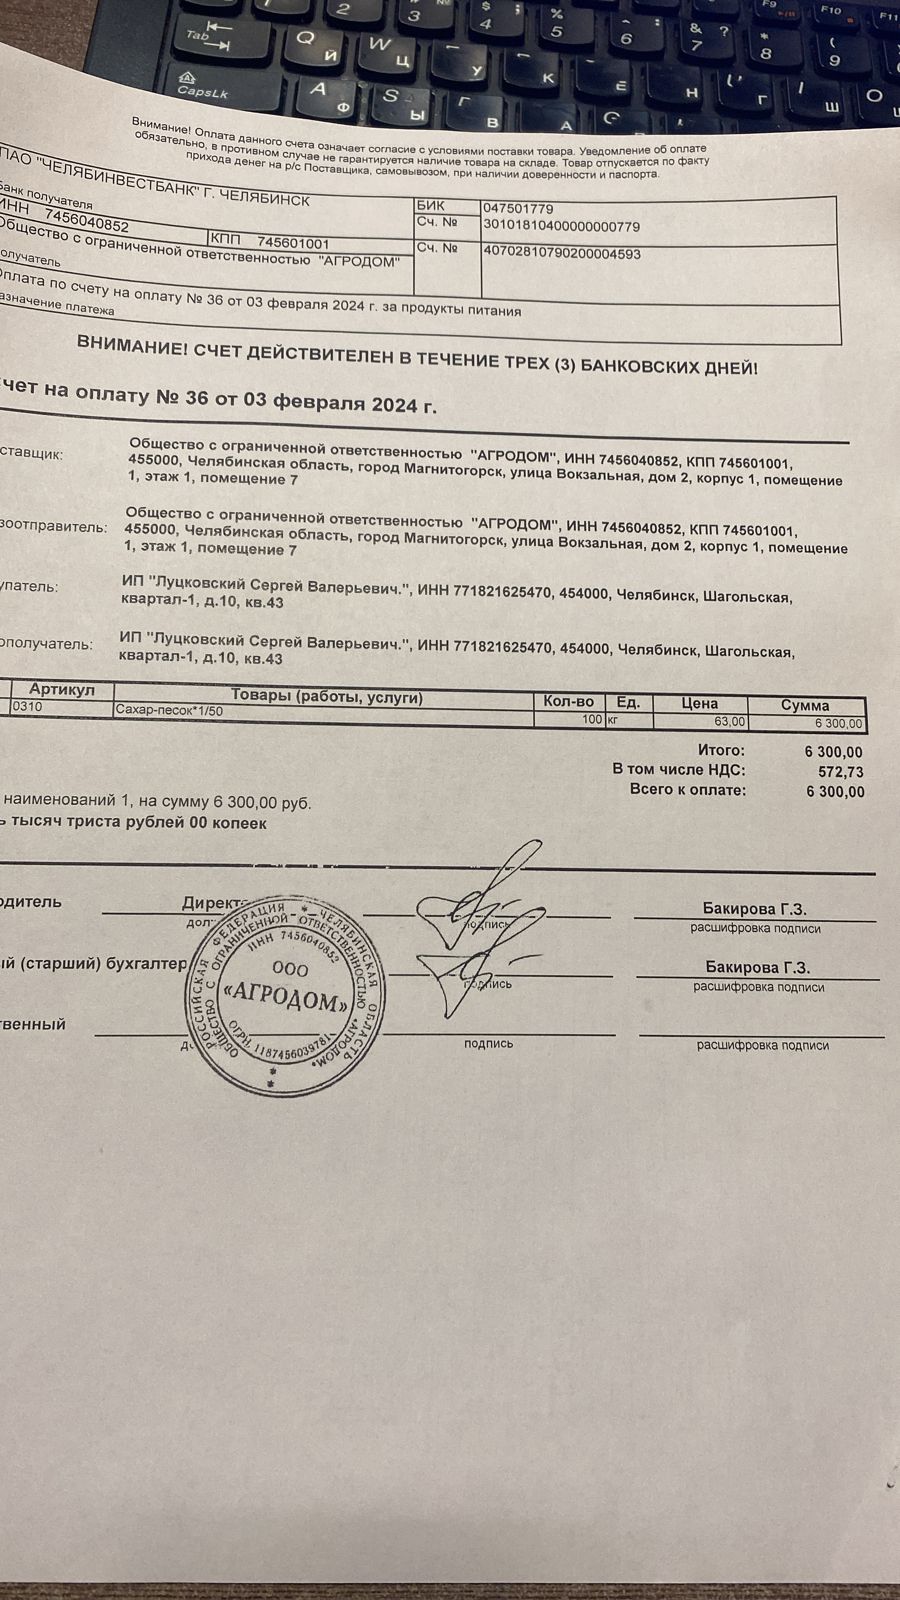 Внимание! Оплата данного счета означает согласие с условиями поставки товара. Уведомление об оплате
обязательно, в противном случае не гарантируется наличие товара на складе. Товар отпускается по факту
прихода денег на р/с Поставщика, самовывозом, при наличии доверенности и паспорта.
ПАО "ЧЕЛЯБИНВЕСТБАНК" Г. ЧЕЛЯБИНСК
БИК 047501779
Сч. № 30101810400000000779
Банк получателя
ИНН 7456040852 КПП 745601001
Сч. № 40702810790200004593
Общество с ограниченной ответственностью "АГРОДОМ"
олучатель
Оплата по счету на оплату № 36 от 03 февраля 2024 г. за продукты питания
азначение платежа
ВНИМАНИЕ! СЧЕТ ДЕЙСТВИТЕЛЕН В ТЕЧЕНИЕ ТРЕХ (3) БАНКОВСКИХ ДНЕЙ!
чет на оплату № 36 от 03 февраля 2024 г.
ставщик:
Общество с ограниченной ответственностью "АГРОДОМ", ИНН 7456040852, КПП 745601001,
455000, Челябинская область, город Магнитогорск, улица Вокзальная, дом 2, корпус 1, помещение
1, этаж 1, помещение 7
зоотправитель:
Общество с ограниченной ответственностью "АГРОДОМ", ИНН 7456040852, КПП 745601001,
455000, Челябинская область, город Магнитогорск, улица Вокзальная, дом 2, корпус 1, помещение
1, этаж 1, помещение 7
упатель:
ИП "Луцковский Сергей Валерьевич.", ИНН 771821625470, 454000, Челябинск, Шагольская,
квартал-1, д.10, кв.43
ополучатель:
ИП "Луцковский Сергей Валерьевич.", ИНН 771821625470, 454000, Челябинск, Шагольская,
квартал-1, д.10, кв.43
Артикул Товары (работы, услуги) Кол-во Ед. Цена Сумма
0310 Сахар-песок*1/50 100 кг 63,00 6 300,00
Итого: 6 300,00
В том числе НДС: 572,73
Всего к оплате: 6 300,00
наименований 1, на сумму 6 300,00 руб.
ь тысяч триста рублей 00 копеек
одитель Директ Бакирова Г.З.
дол подпись расшифровка подписи
ый (старший) бухгалтер Бакирова Г.З.
подпись расшифровка подписи
твенный
подпись расшифровка подписи
РОССИЙСКАЯ ФЕДЕРАЦИЯ * ЧЕЛЯБИНСКАЯ ОБЛАСТЬ
ОБЩЕСТВО С ОГРАНИЧЕННОЙ ОТВЕТСТВЕННОСТЬЮ «АГРОДОМ»
ИНН 7456040852
ООО
«АГРОДОМ»
ОГРН 1187456039781
Tab
Q Й
W Ц
У
К
Ё
Н
Г
Ш
CapsLk
A Ф
S Ы
В
А
О
F9
F10
F11